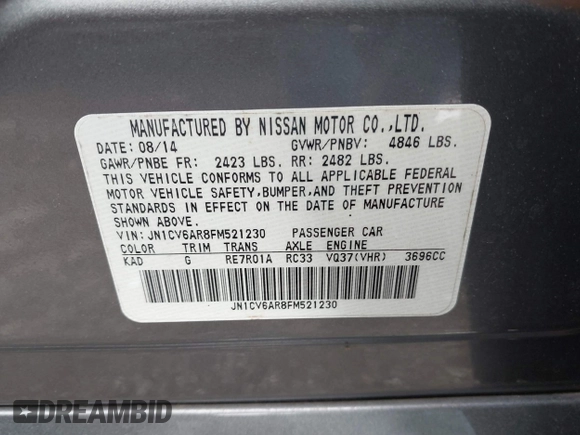 MANUFACTURED BY NISSAN MOTOR CO.,LTD.
DATE: 08/14 GVWR/PNBV: 4846 LBS.
GAWR/PNBE FR: 2423 LBS. RR: 2482 LBS.
THIS VEHICLE CONFORMS TO ALL APPLICABLE FEDERAL
MOTOR VEHICLE SAFETY,BUMPER,AND THEFT PREVENTION
STANDARDS IN EFFECT ON THE DATE OF MANUFACTURE
SHOWN ABOVE.
VIN: JN1CV6AR8FM521230 PASSENGER CAR
COLOR TRIM TRANS AXLE ENGINE
KAD G RE7R01A RC33 VQ37(VHR) 3696CC
JN1CV6AR8FM521230
DREAMBID